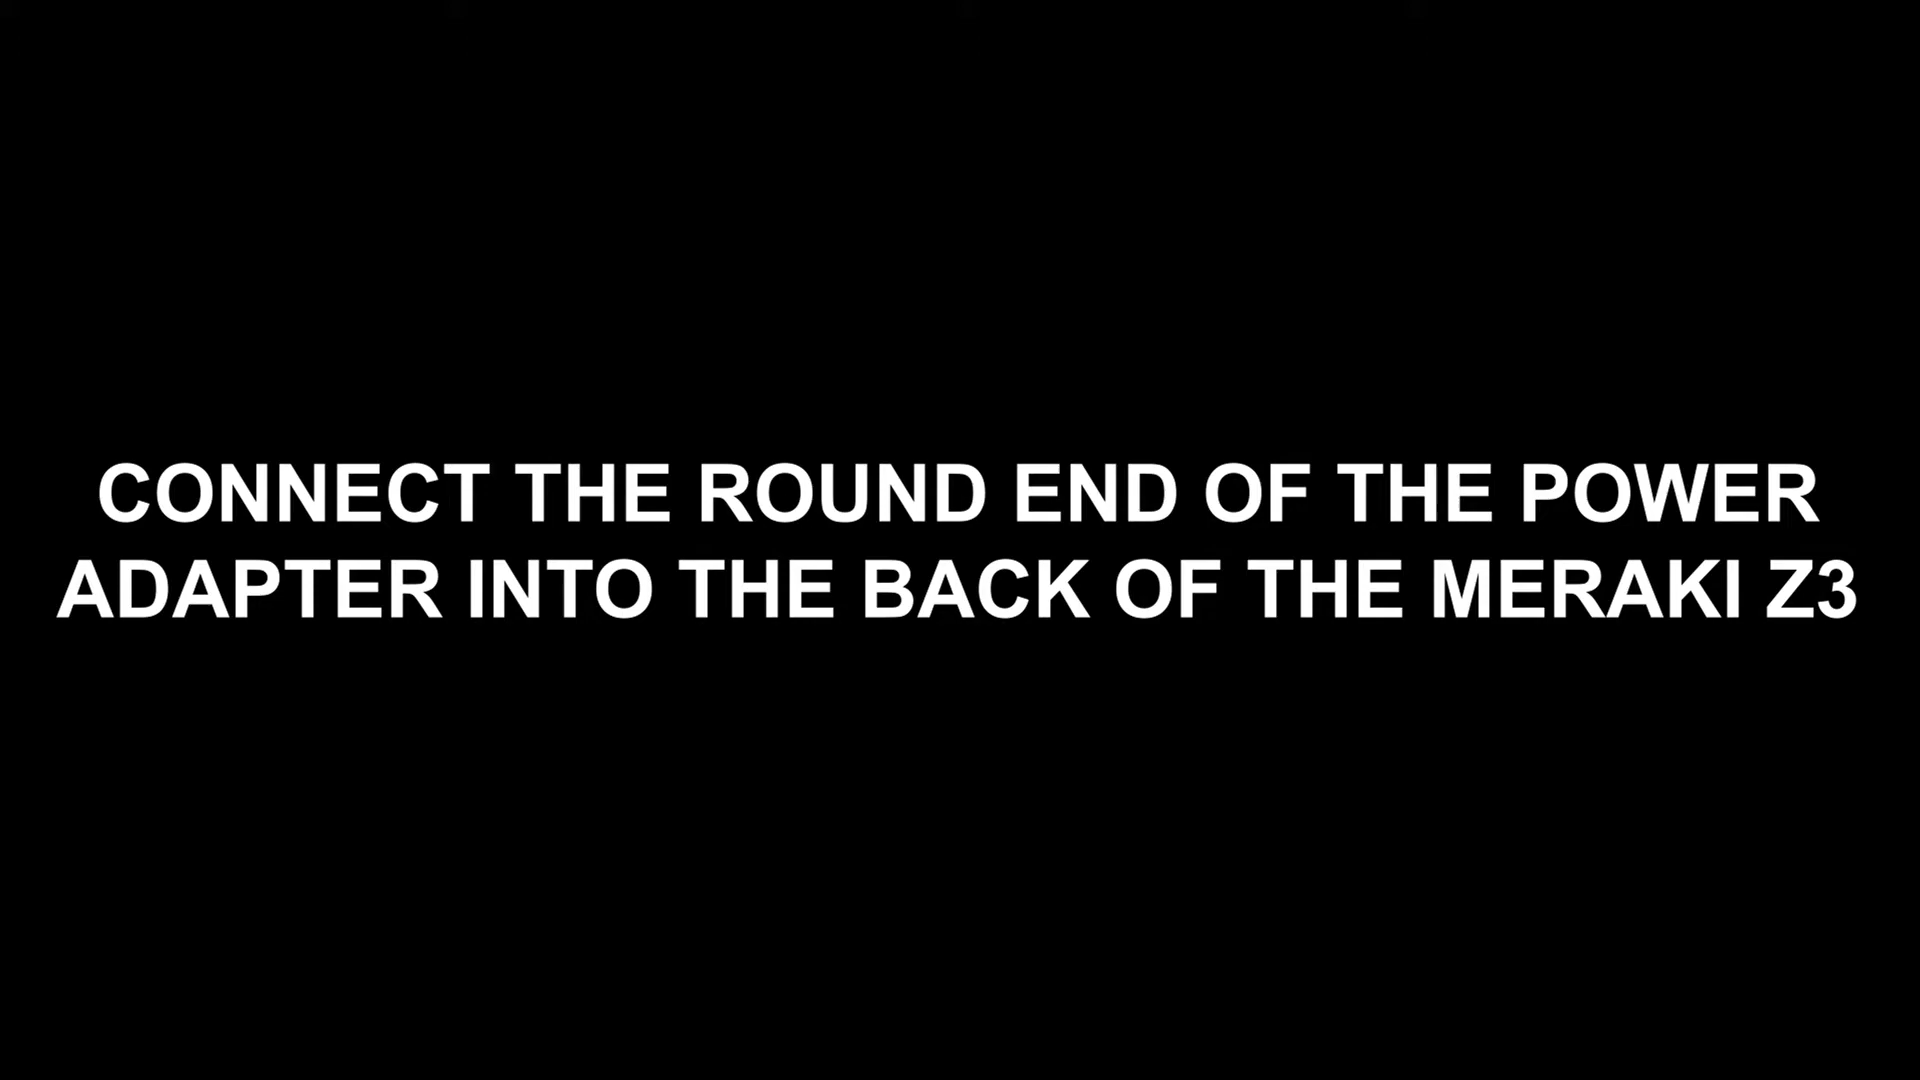 CONNECT THE ROUND END OF THE POWER
ADAPTER INTO THE BACK OF THE MERAKI Z3